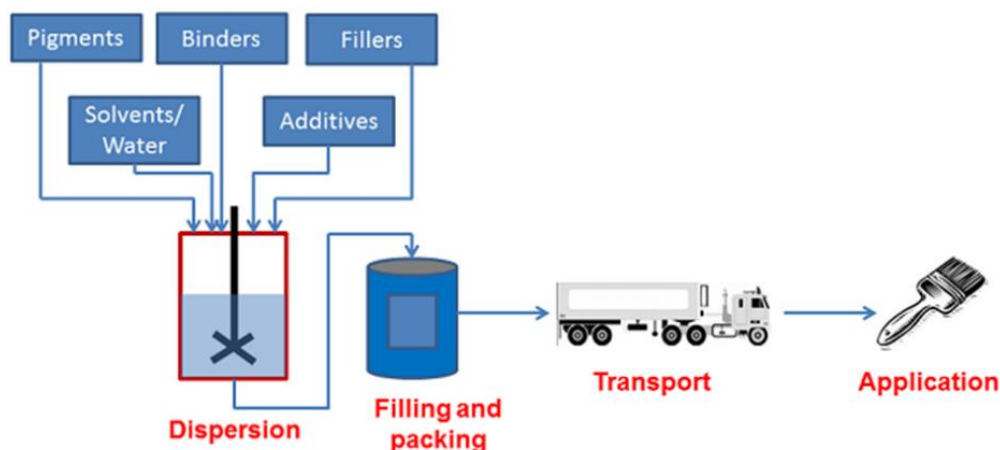 Pigments
Binders
Fillers
Solvents/
Water
Additives
Dispersion
Filling and
packing
Transport
Application